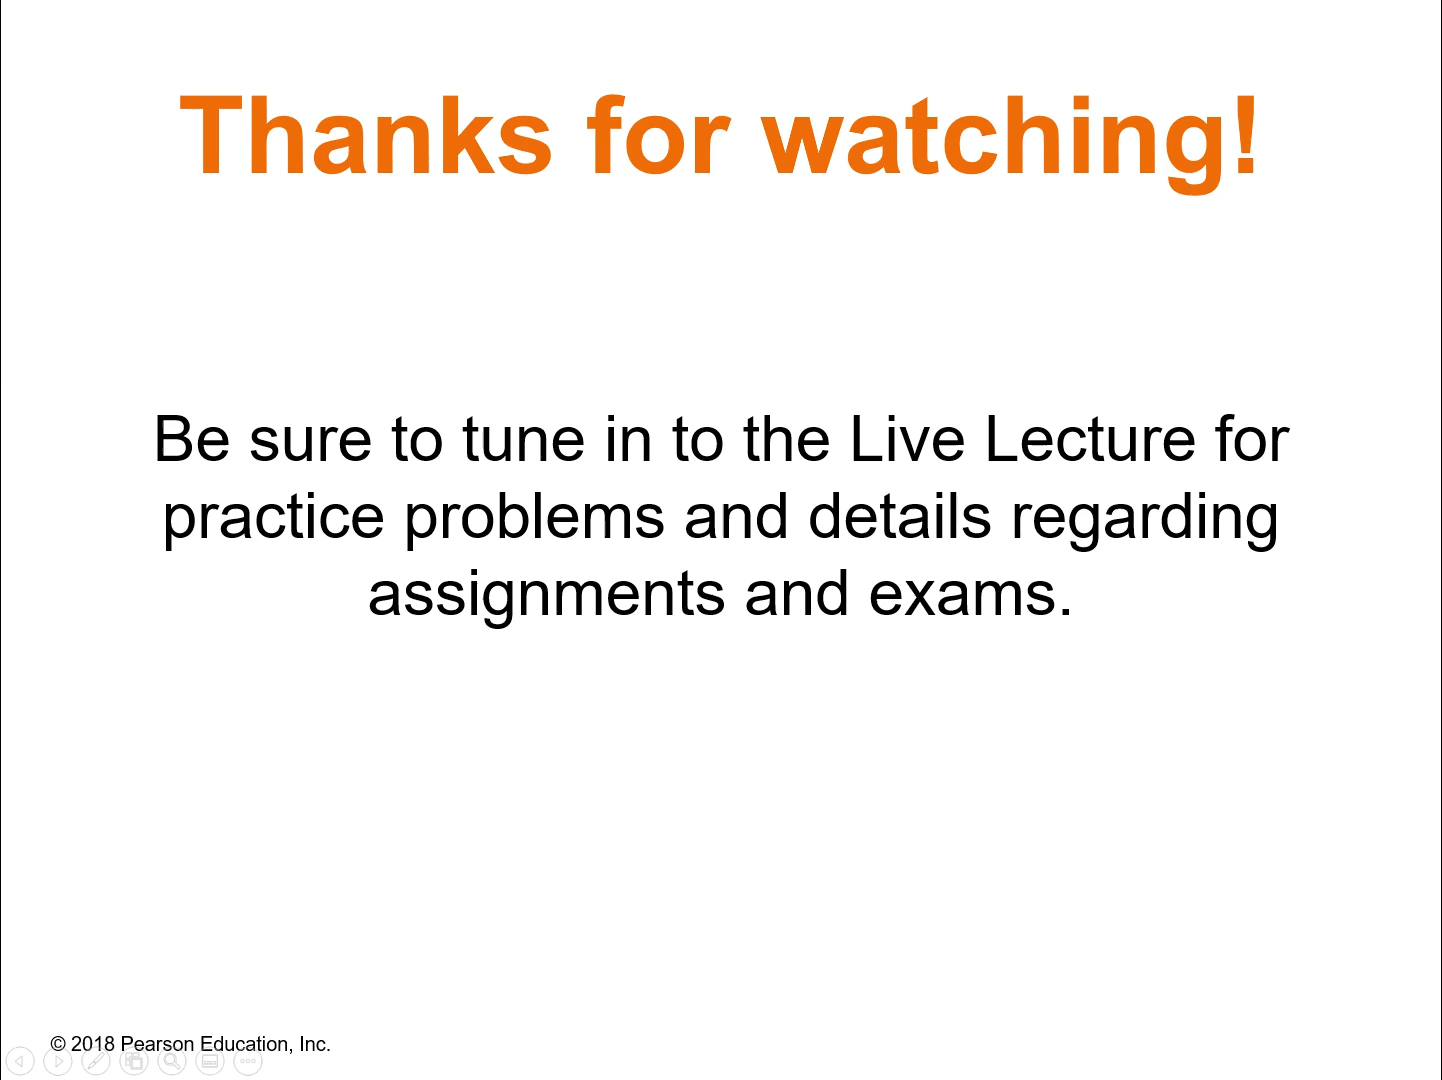 Thanks for watching!
Be sure to tune in to the Live Lecture for
practice problems and details regarding
assignments and exams.
© 2018 Pearson Education, Inc.